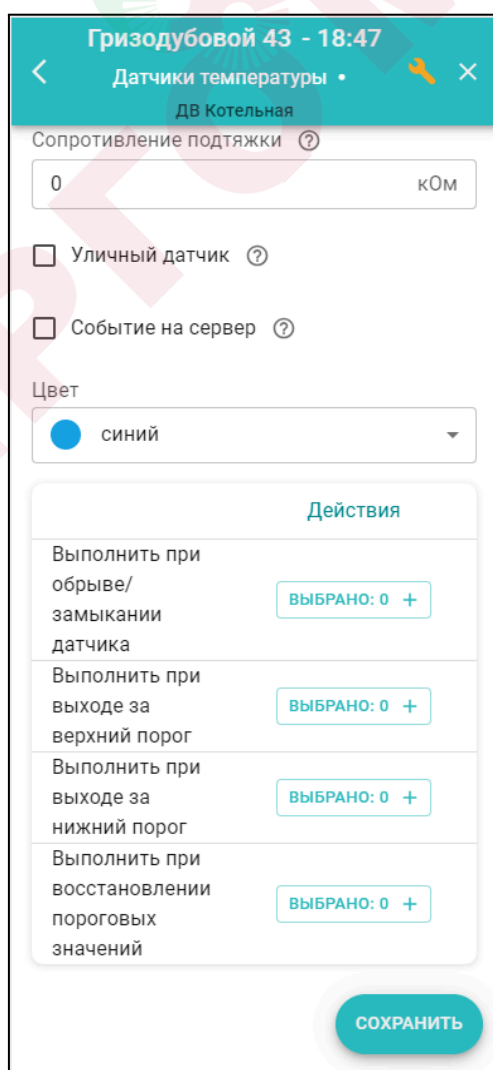 Гризодубовой 43 - 18:47
Датчики температуры •
ДВ Котельная
Сопротивление подтяжки
0 кОм
Уличный датчик
Событие на сервер
Цвет
синий
Действия
Выполнить при
обрыве/
замыкании
датчика
ВЫБРАНО: 0 +
Выполнить при
выходе за
верхний порог
ВЫБРАНО: 0 +
Выполнить при
выходе за
нижний порог
ВЫБРАНО: 0 +
Выполнить при
восстановлении
пороговых
значений
ВЫБРАНО: 0 +
СОХРАНИТЬ